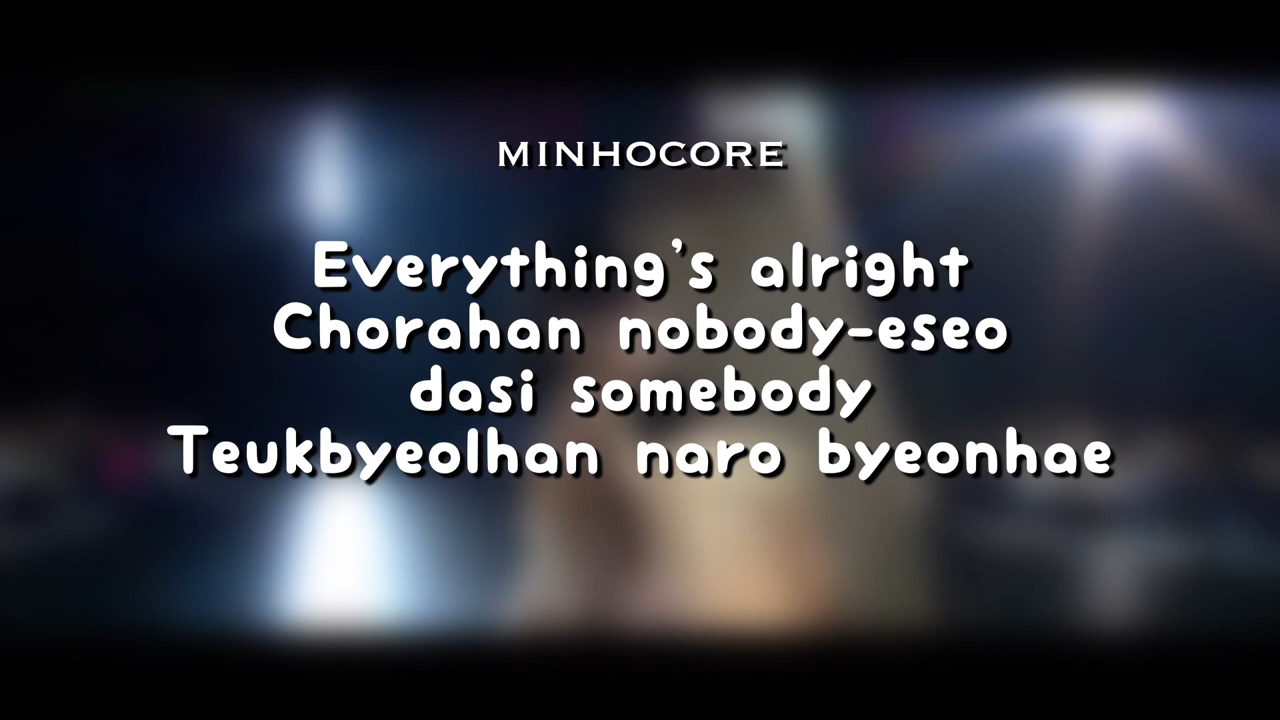 MINHOCORE
Everything's alright
Chorahan nobody-eseo
dasi somebody
Teukbyeolhan naro byeonhae